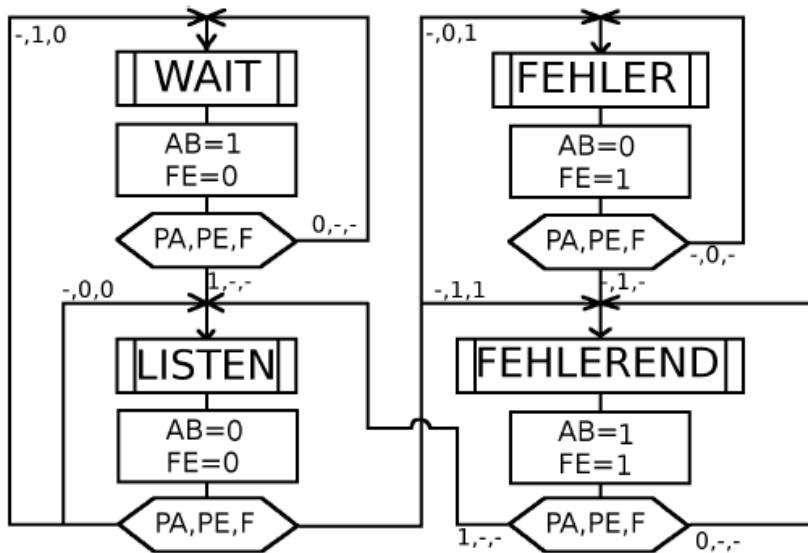 -,1,0
WAIT
AB=1
FE=0
PA,PE,F
0,-,-
1,-,-
-,0,0
LISTEN
AB=0
FE=0
PA,PE,F
-,0,1
FEHLER
AB=0
FE=1
PA,PE,F
-,0,-
-,1,-
-,1,1
FEHLEREND
AB=1
FE=1
PA,PE,F
1,-,-
0,-,-